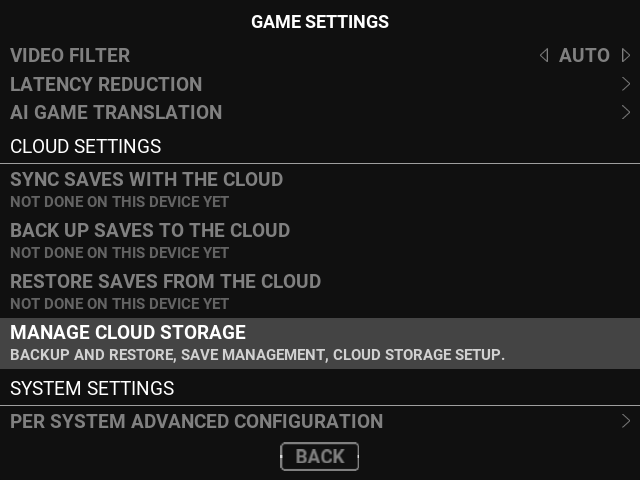 GAME SETTINGS
VIDEO FILTER AUTO
LATENCY REDUCTION
AI GAME TRANSLATION
CLOUD SETTINGS
SYNC SAVES WITH THE CLOUD
NOT DONE ON THIS DEVICE YET
BACK UP SAVES TO THE CLOUD
NOT DONE ON THIS DEVICE YET
RESTORE SAVES FROM THE CLOUD
NOT DONE ON THIS DEVICE YET
MANAGE CLOUD STORAGE
BACKUP AND RESTORE, SAVE MANAGEMENT, CLOUD STORAGE SETUP.
SYSTEM SETTINGS
PER SYSTEM ADVANCED CONFIGURATION
BACK